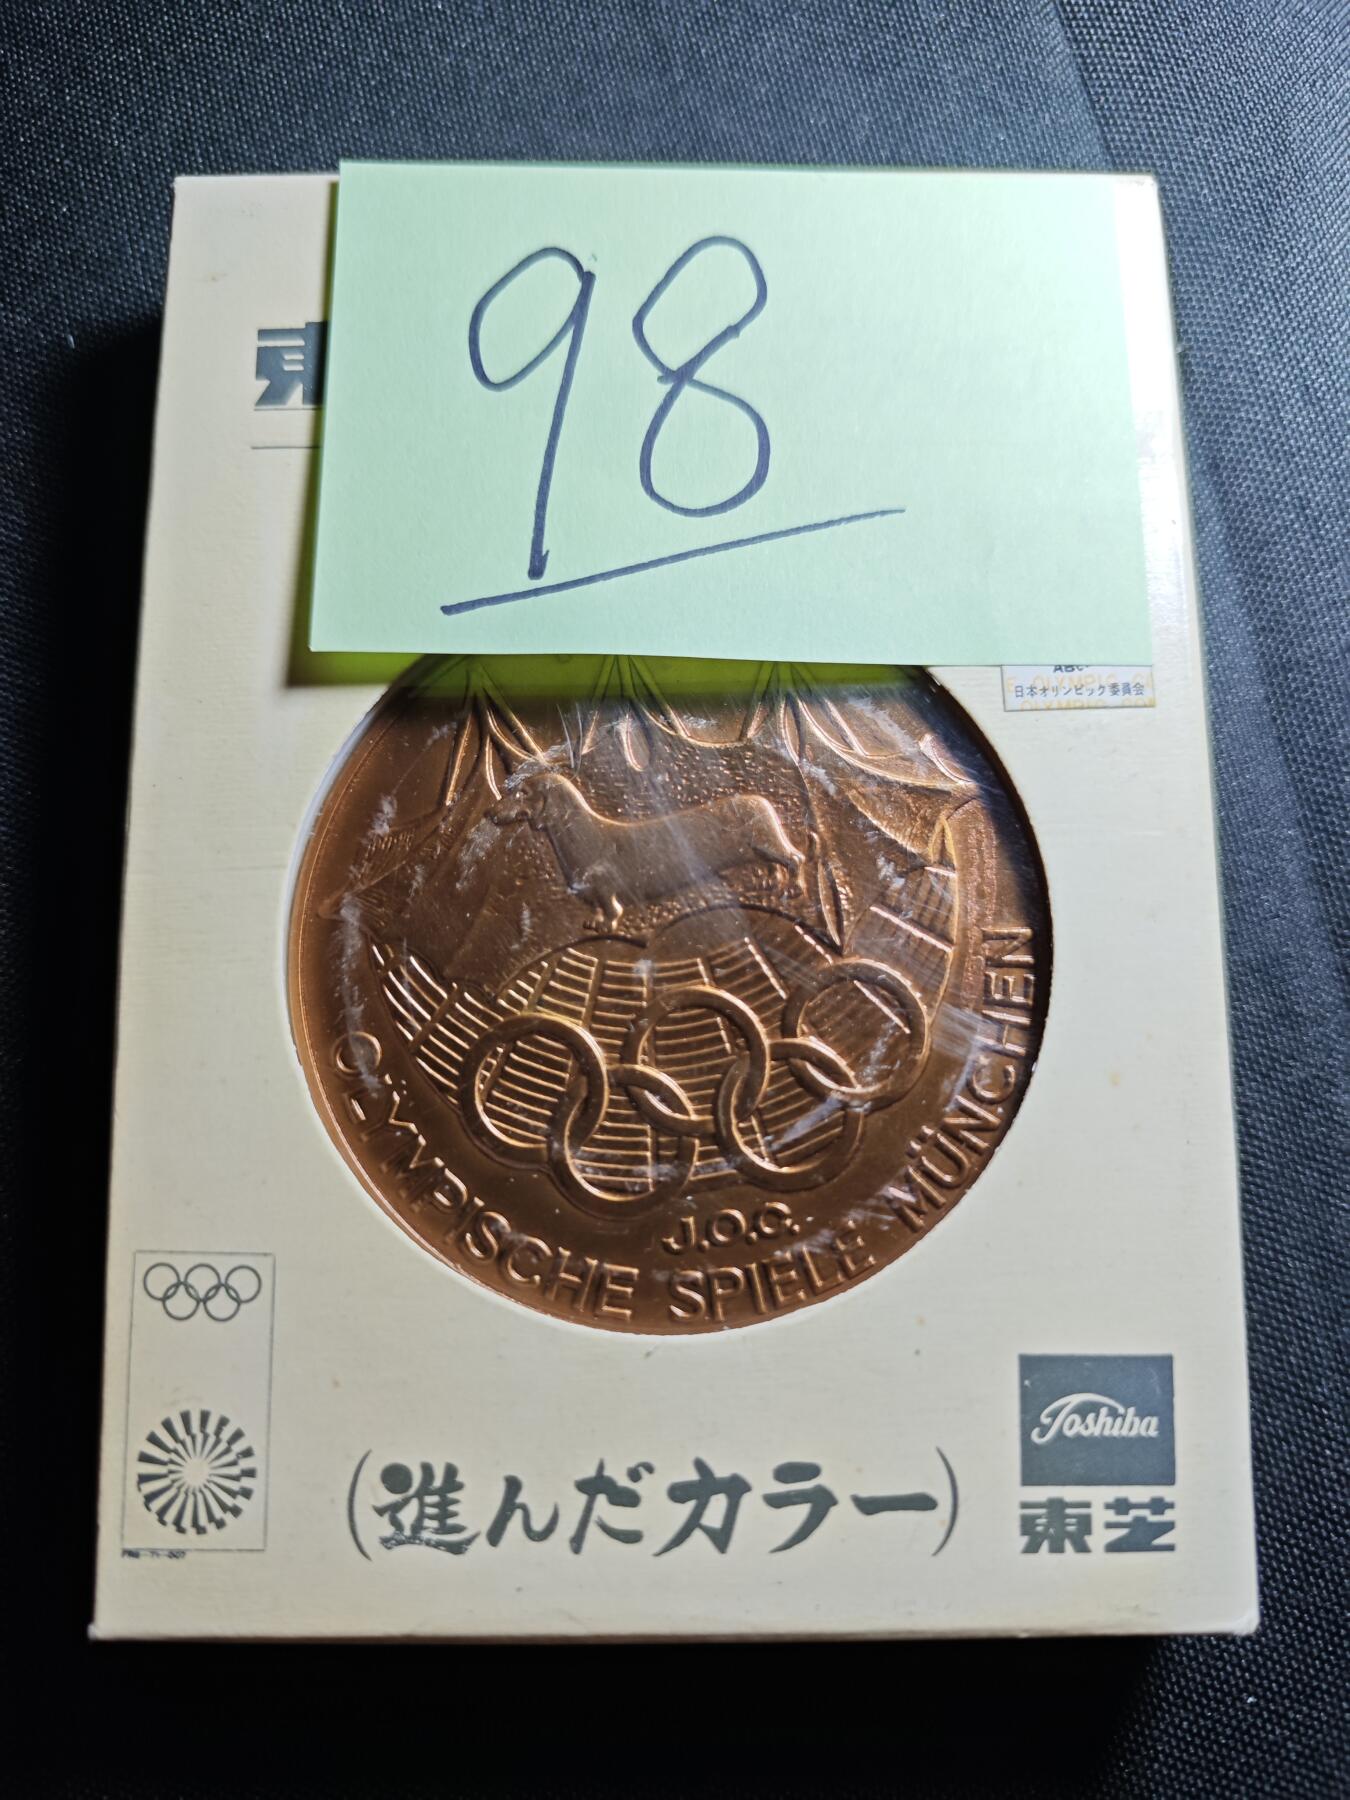 98
東
日本オリンピック委員会
OLYMPISCHE SPIELE MÜNCHEN
J.O.C.
Toshiba
東芝
(進んだカラー)